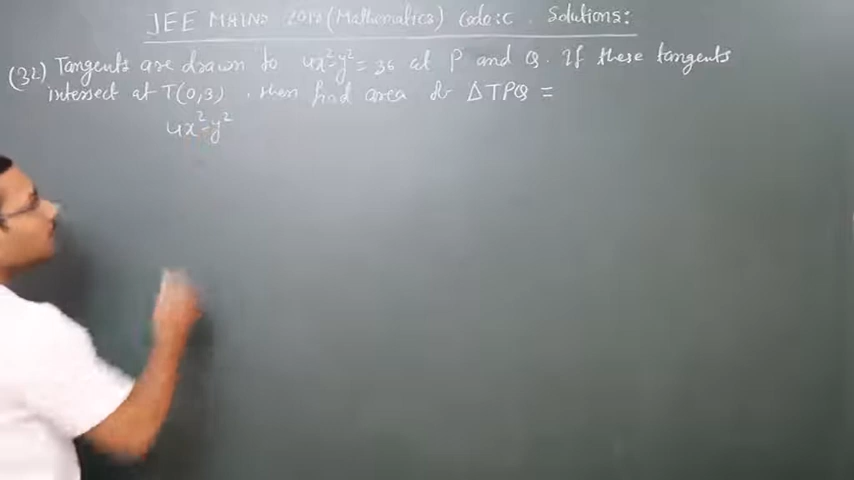 JEE MAINS 2018 (Mathematics) Code:C. Solutions:
(32) Tangents are drawn to 4x²-y² = 36 at P and Q. If these tangents
intersect at T(0,3), then find area of ΔTPQ =
4x²-y²